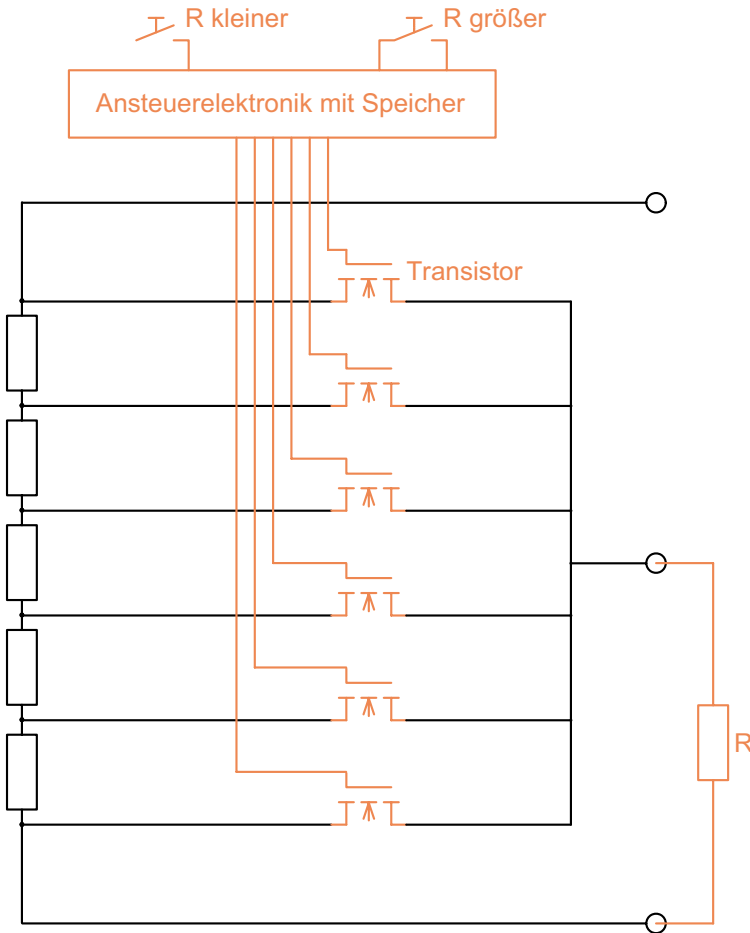 R kleiner
R größer
Ansteuerelektronik mit Speicher
Transistor
R